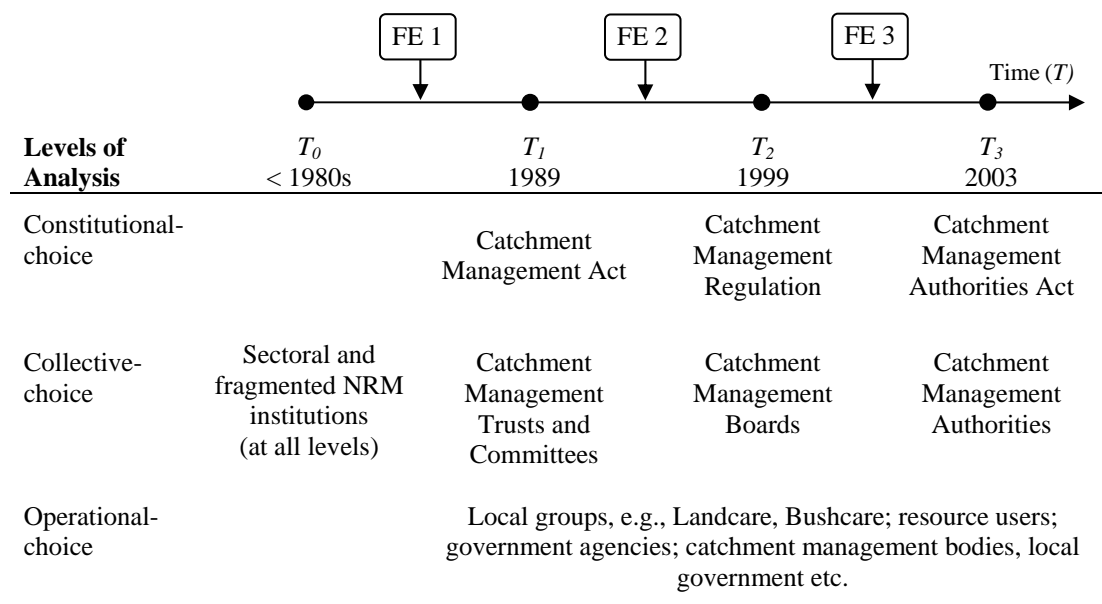 FE 1 FE 2 FE 3
Time (T)
Levels of Analysis
T0 T1 T2 T3
< 1980s 1989 1999 2003
Constitutional-
choice
Catchment
Management Act
Catchment
Management
Regulation
Catchment
Management
Authorities Act
Collective-
choice
Sectoral and
fragmented NRM
institutions
(at all levels)
Catchment
Management
Trusts and
Committees
Catchment
Management
Boards
Catchment
Management
Authorities
Operational-
choice
Local groups, e.g., Landcare, Bushcare; resource users;
government agencies; catchment management bodies, local
government etc.